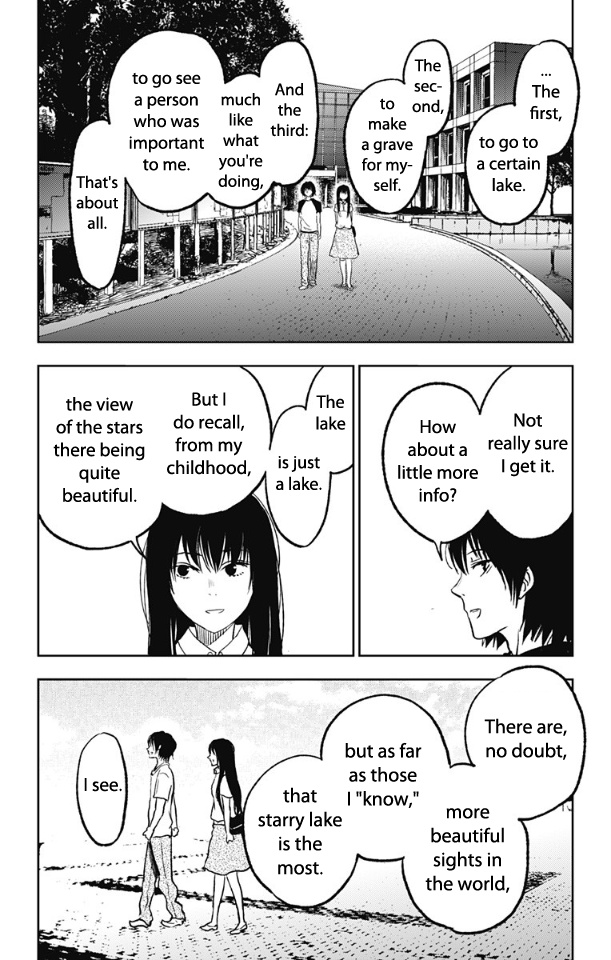 ...
The
first,
to go to
a certain
lake.
The
sec-
ond,
to
make
a grave
for my-
self.
And
the
third:
much
like
what
you're
doing,
to go see
a person
who was
important
to me.
That's
about
all.
Not
really sure
I get it.
How
about a
little more
info?
The
lake
is just
a lake.
But I
do recall,
from my
childhood,
the view
of the stars
there being
quite
beautiful.
There are,
no doubt,
more
beautiful
sights in
the world,
but as far
as those
I "know,"
that
starry lake
is the
most.
I see.